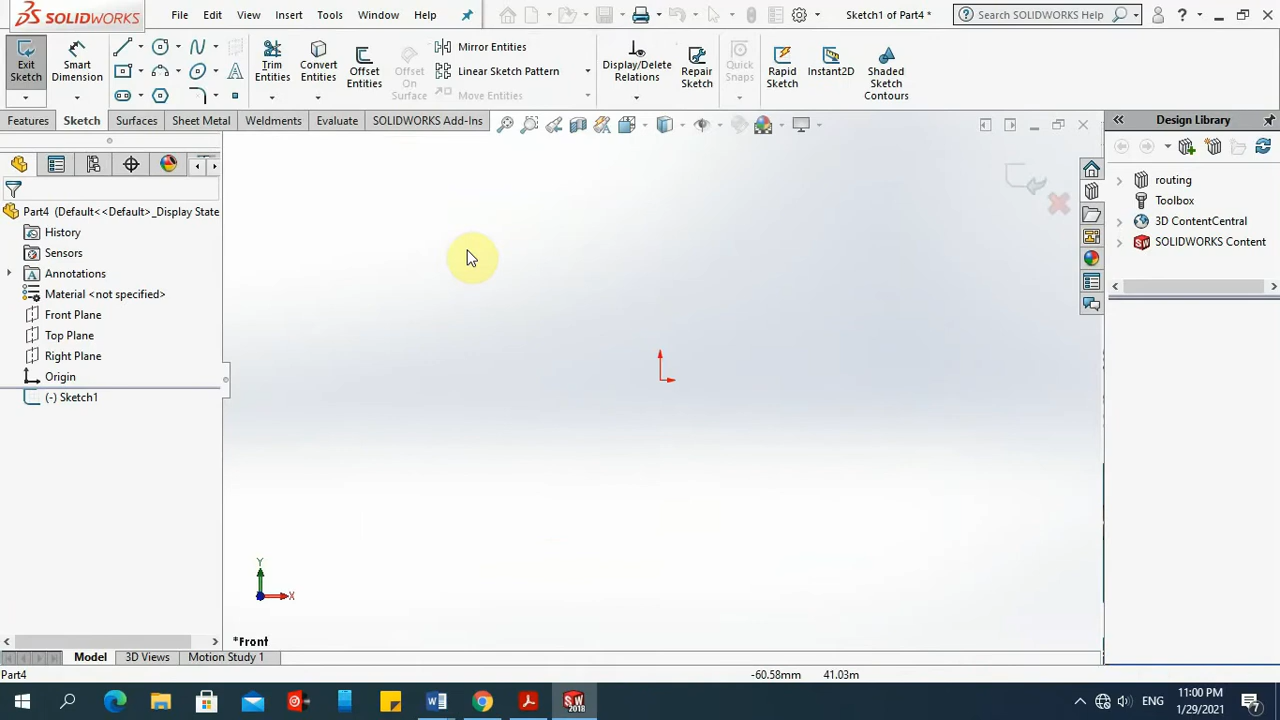 SOLIDWORKS File Edit View Insert Tools Window Help Sketch1 of Part4 * Search SOLIDWORKS Help ?
Exit Sketch
Smart Dimension
Trim Entities
Convert Entities
Offset Entities
Offset On Surface
Mirror Entities
Linear Sketch Pattern
Move Entities
Display/Delete Relations
Repair Sketch
Quick Snaps
Rapid Sketch
Instant2D
Shaded Sketch Contours
Features Sketch Surfaces Sheet Metal Weldments Evaluate SOLIDWORKS Add-Ins
Design Library
Part4 (Default<<Default>_Display State
History
Sensors
Annotations
Material <not specified>
Front Plane
Top Plane
Right Plane
Origin
(-) Sketch1
routing
Toolbox
3D ContentCentral
SOLIDWORKS Content
Y
X
*Front
Model 3D Views Motion Study 1
Part4 -60.58mm 41.03m
ENG 11:00 PM
1/29/2021 7
SW 2018